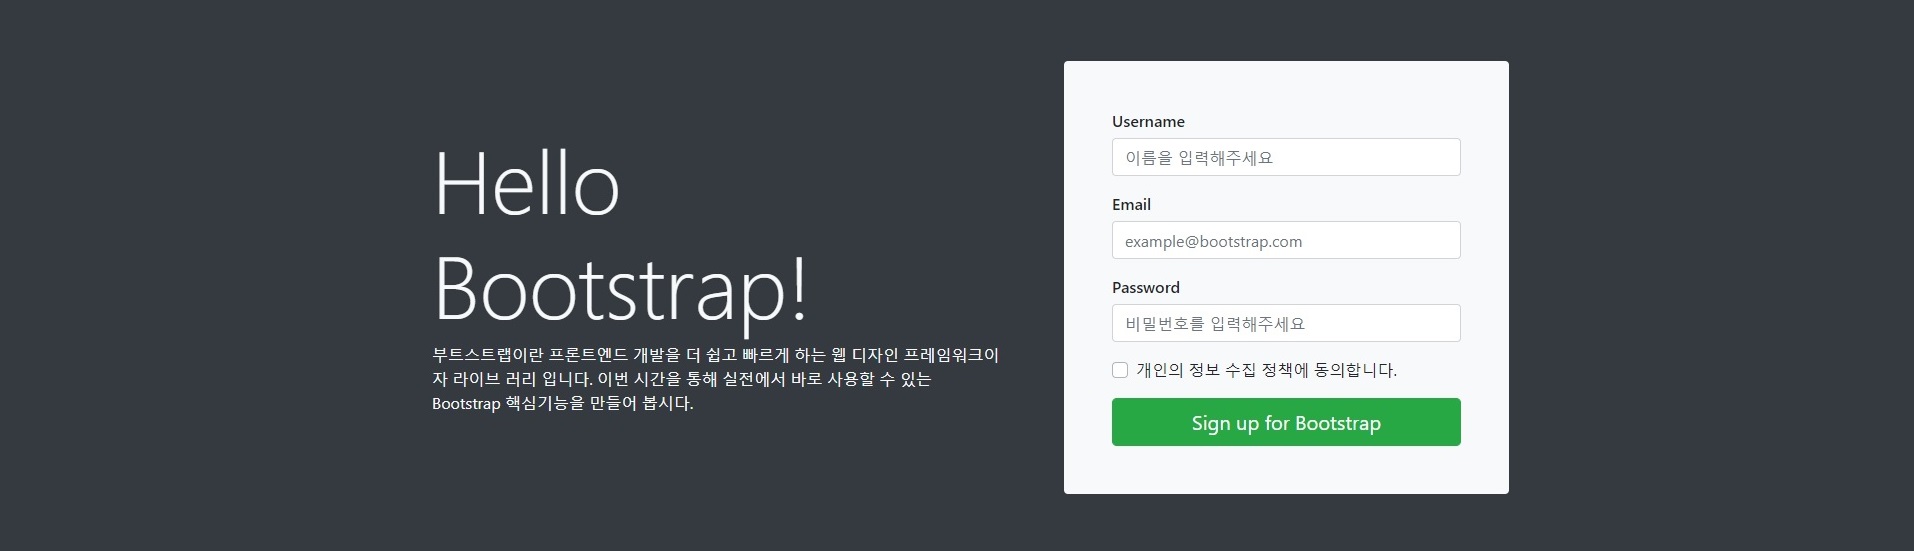 Hello
Bootstrap!
부트스트랩이란 프론트엔드 개발을 더 쉽고 빠르게 하는 웹 디자인 프레임워크이
자 라이브 러리 입니다. 이번 시간을 통해 실전에서 바로 사용할 수 있는
Bootstrap 핵심기능을 만들어 봅시다.
Username
이름을 입력해주세요
Email
example@bootstrap.com
Password
비밀번호를 입력해주세요
개인의 정보 수집 정책에 동의합니다.
Sign up for Bootstrap